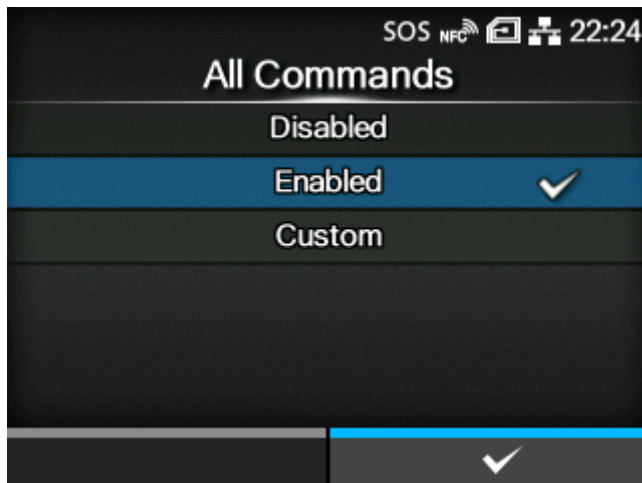 SOS NFC 22:24
All Commands
Disabled
Enabled
Custom